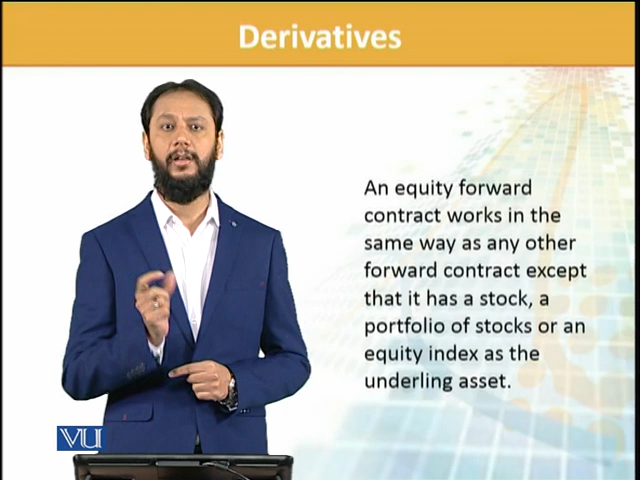 Derivatives
An equity forward
contract works in the
same way as any other
forward contract except
that it has a stock, a
portfolio of stocks or an
equity index as the
underling asset.
VU